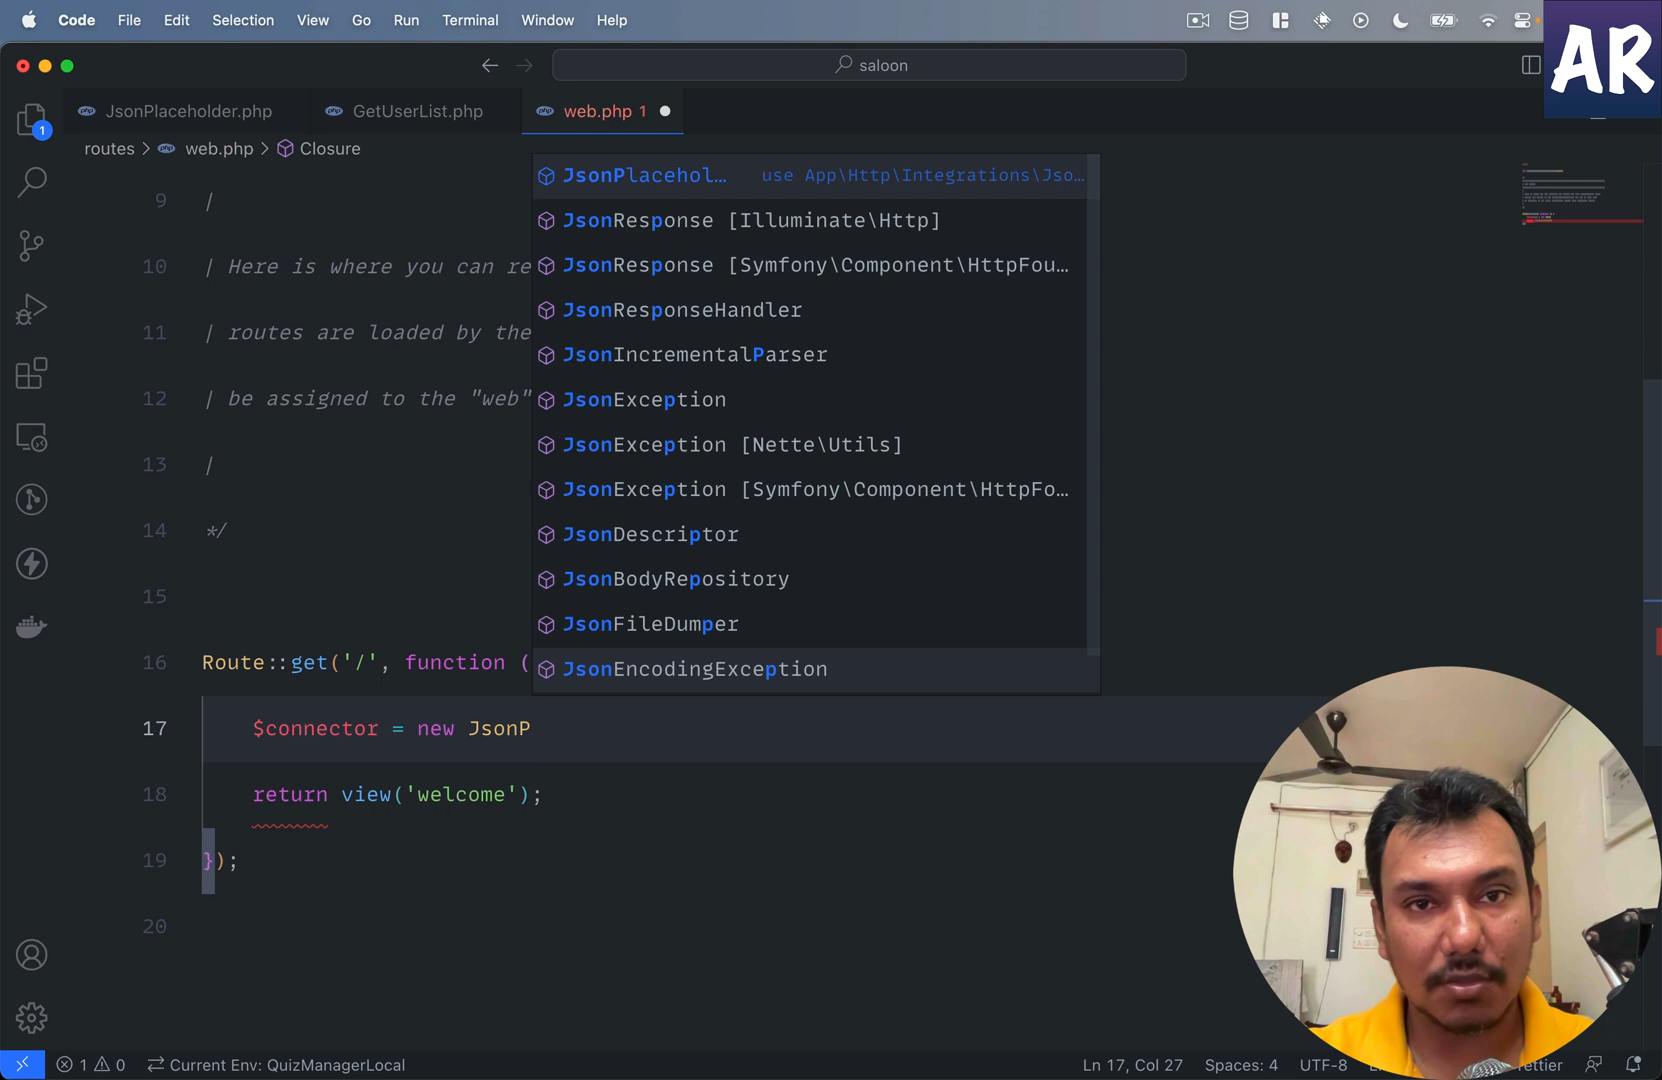 Code File Edit Selection View Go Run Terminal Window Help
AR
saloon
JsonPlaceholder.php GetUserList.php web.php 1
1
routes > web.php > Closure
9 |
10 | Here is where you can re
11 | routes are loaded by the
12 | be assigned to the "web"
13 |
14 */
15
16 Route::get('/', function (
17 $connector = new JsonP
18 return view('welcome');
19 });
20
JsonPlacehol… use App\Http\Integrations\Jso…
JsonResponse [Illuminate\Http]
JsonResponse [Symfony\Component\HttpFou…
JsonResponseHandler
JsonIncrementalParser
JsonException
JsonException [Nette\Utils]
JsonException [Symfony\Component\HttpFo…
JsonDescriptor
JsonBodyRepository
JsonFileDumper
JsonEncodingException
1 0 Current Env: QuizManagerLocal Ln 17, Col 27 Spaces: 4 UTF-8